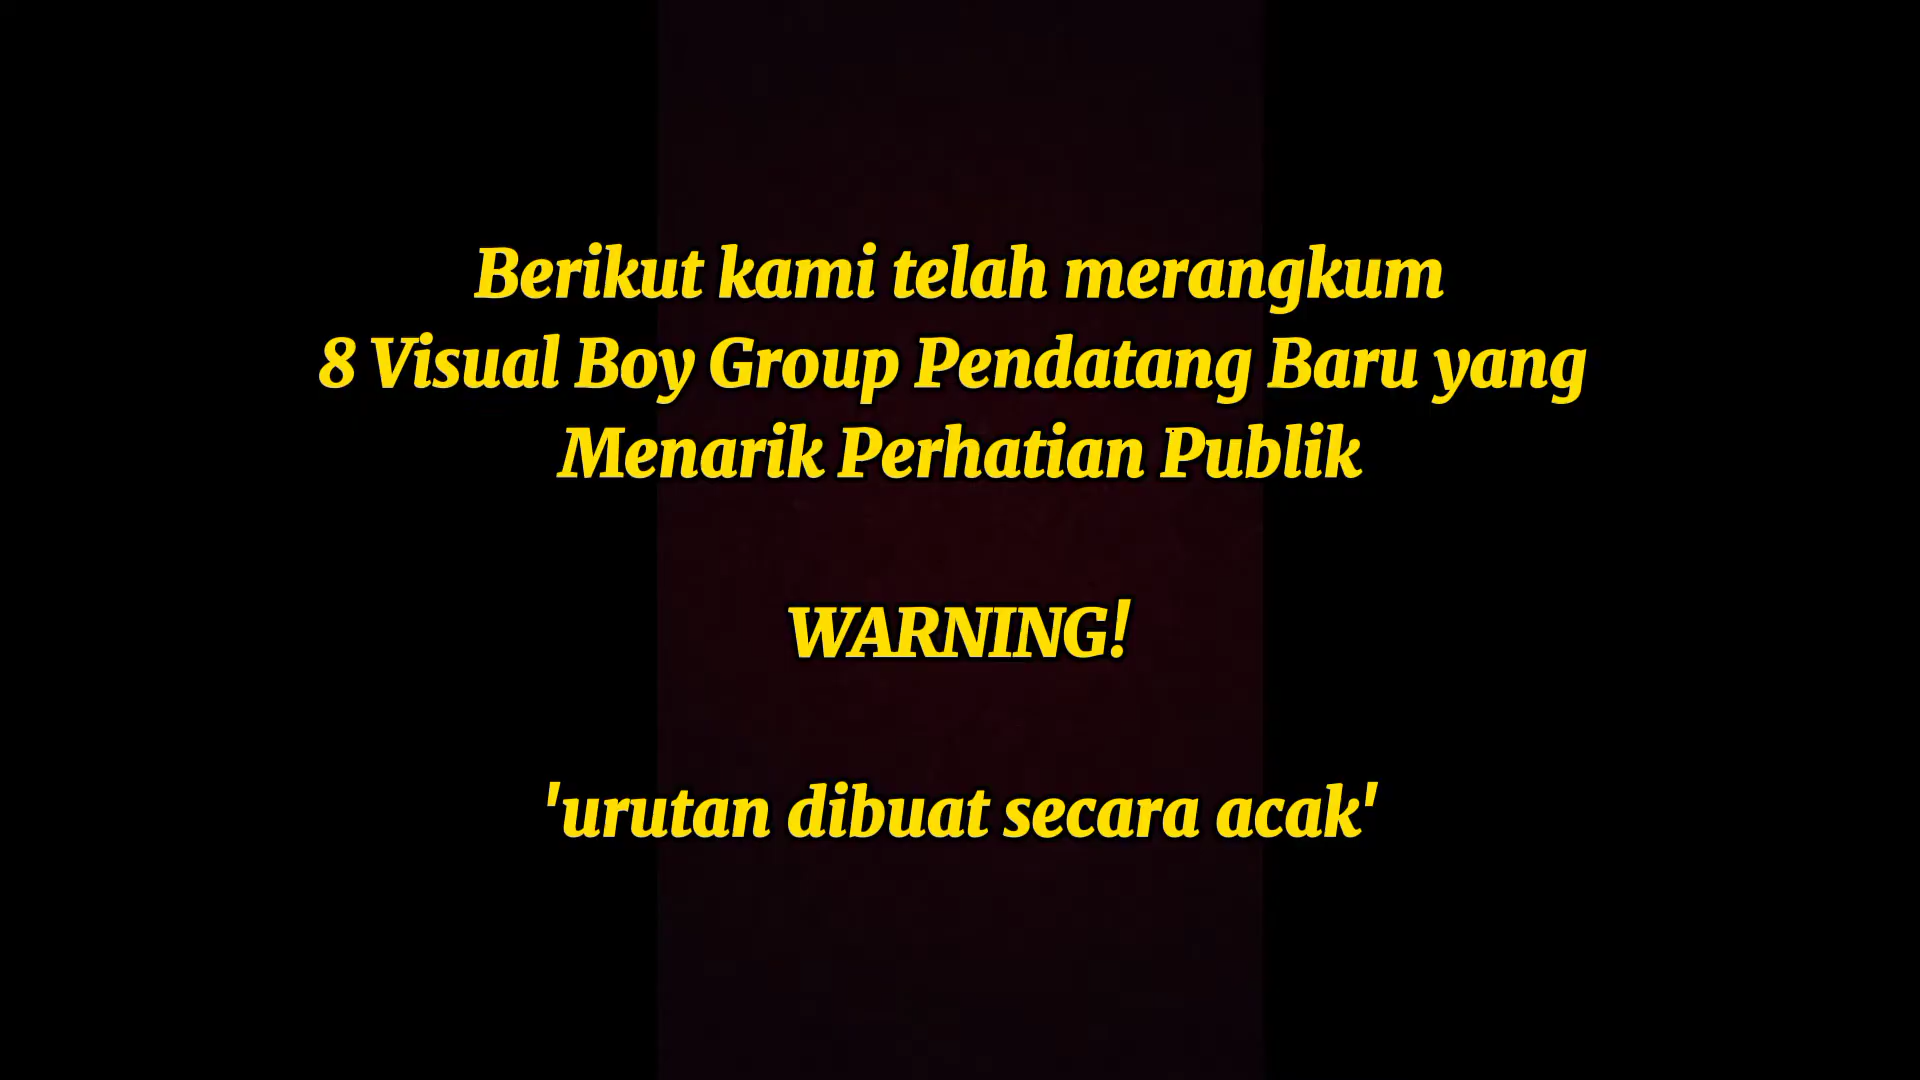 Berikut kami telah merangkum
8 Visual Boy Group Pendatang Baru yang
Menarik Perhatian Publik
WARNING!
'urutan dibuat secara acak'